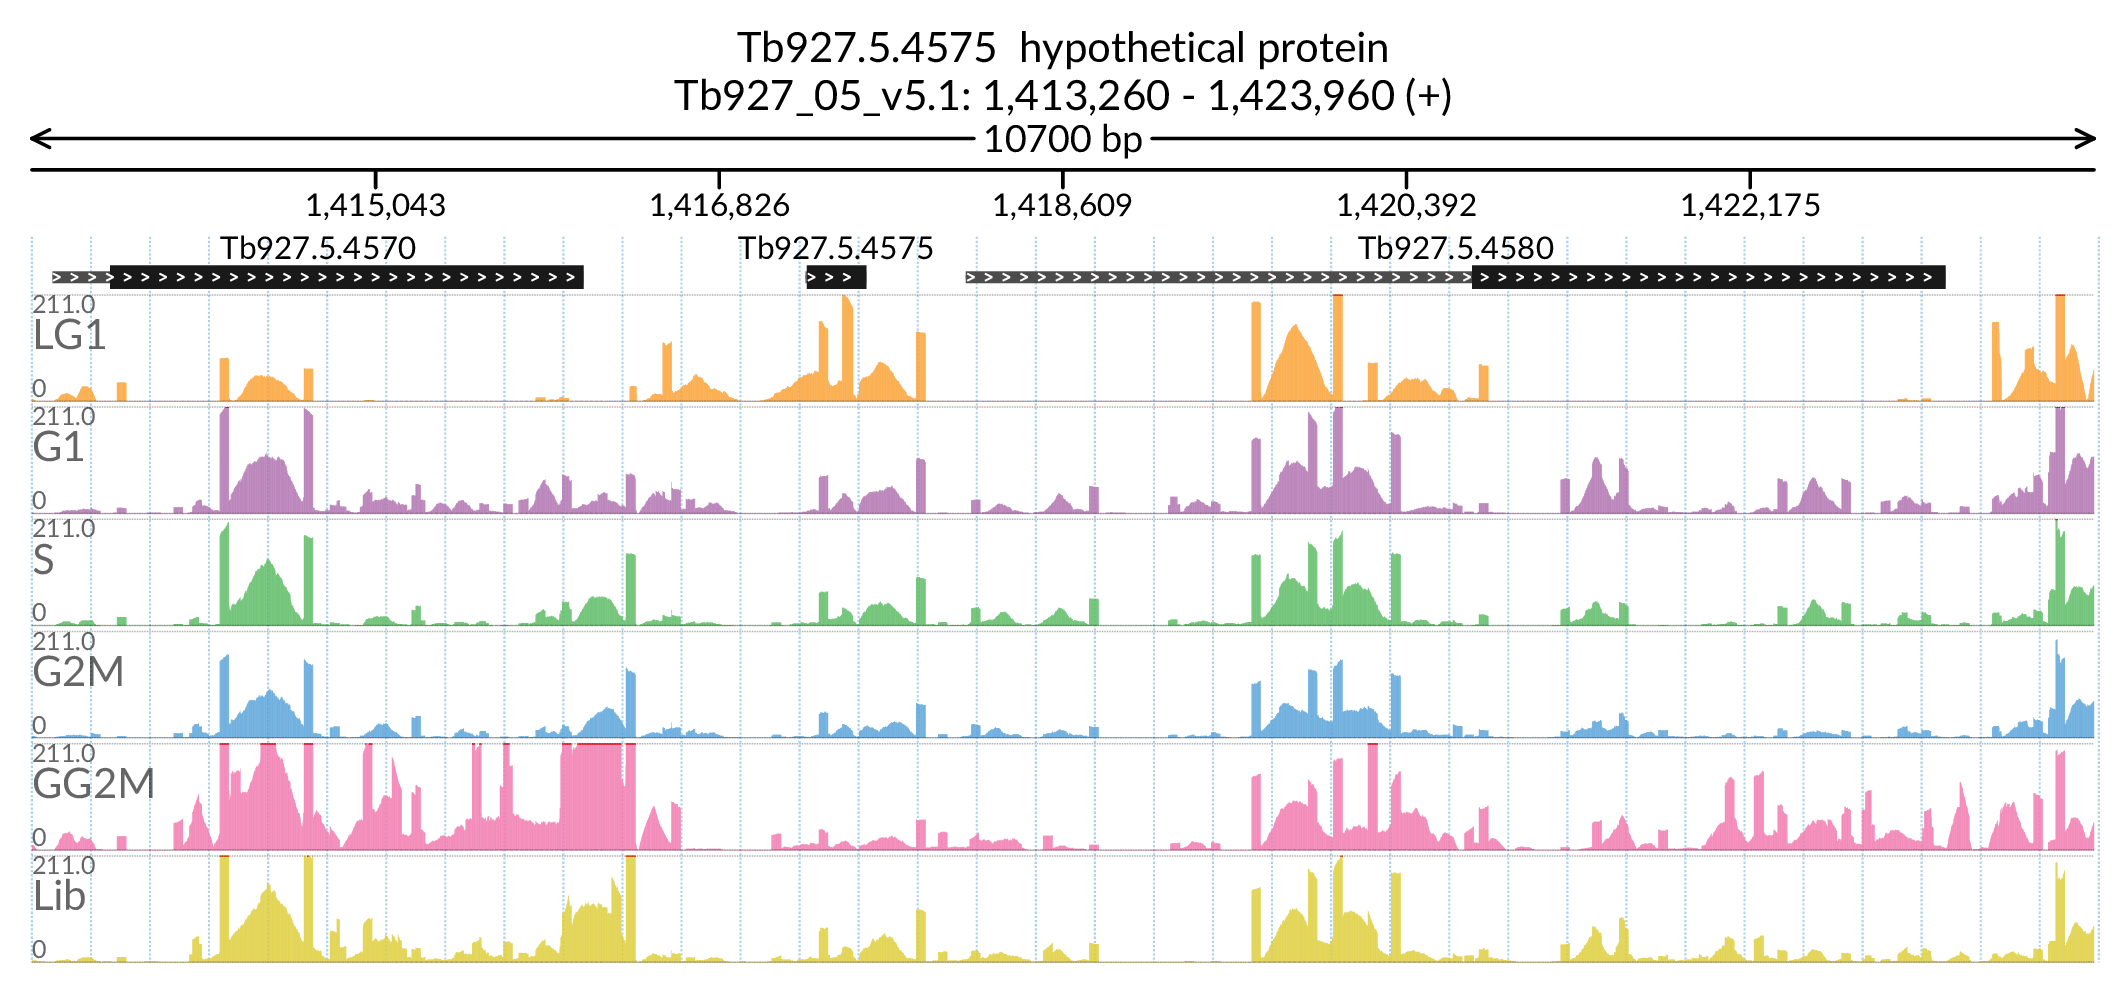 Tb927.5.4575  hypothetical protein
Tb927_05_v5.1: 1,413,260 - 1,423,960 (+)
10700 bp
1,415,043 1,416,826 1,418,609 1,420,392 1,422,175
Tb927.5.4570 Tb927.5.4575 Tb927.5.4580
211.0
LG1
0
211.0
G1
0
211.0
S
0
211.0
G2M
0
211.0
GG2M
0
211.0
Lib
0